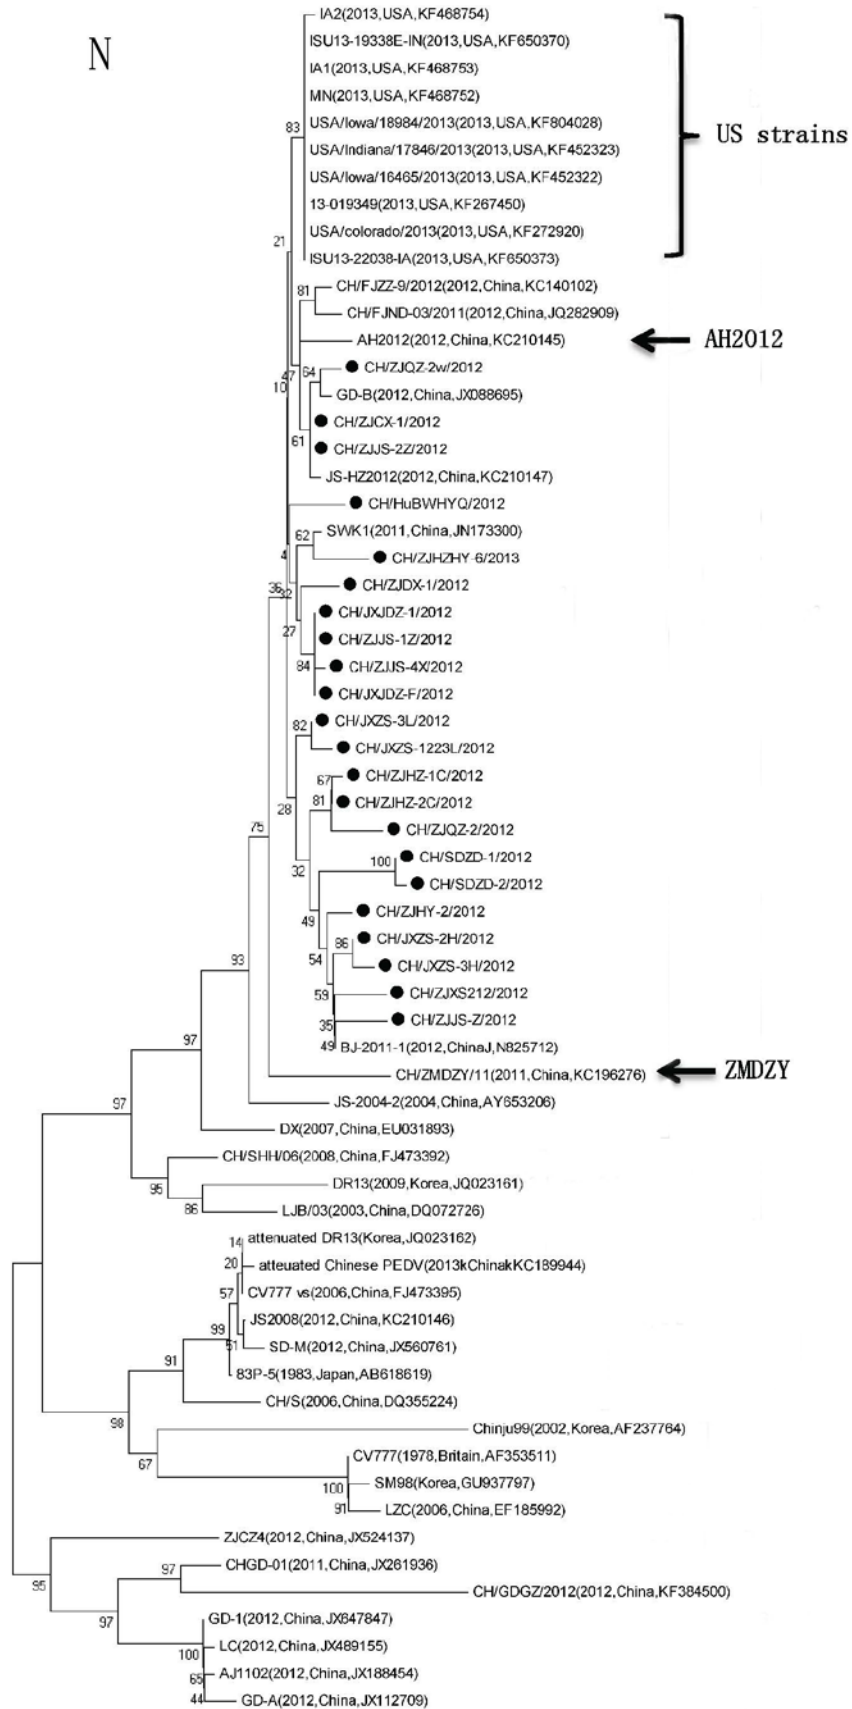 IA2(2013,USA,KF468754)
N
ISU13-19338E-IN(2013,USA,KF650370)
IA1(2013,USA,KF468753)
MN(2013,USA,KF468752)
83
USA/Iowa/18984/2013(2013,USA,KF804028)
US strains
USA/Indiana/17846/2013(2013,USA,KF452323)
USA/Iowa/16465/2013(2013,USA,KF452322)
13-019349(2013,USA,KF267450)
USA/colorado/2013(2013,USA,KF272920)
21
ISU13-22038-IA(2013,USA,KF650373)
81
CH/FJZZ-9/2012(2012,China,KC140102)
CH/FJND-03/2011(2012,China,JQ282909)
AH2012(2012,China,KC210145)
AH2012
47
64
CH/ZJQZ-2w/2012
10
GD-B(2012,China,JX088695)
CH/ZJCX-1/2012
61
CH/ZJJS-2Z/2012
JS-HZ2012(2012,China,KC210147)
CH/HuBWHYQ/2012
62
SWK1(2011,China,JN173300)
4
CH/ZJHZHY-6/2013
36
32
CH/ZJDX-1/2012
CH/JXJDZ-1/2012
27
CH/ZJJS-1Z/2012
84
CH/ZJJS-4X/2012
CH/JXJDZ-F/2012
82
CH/JXZS-3L/2012
CH/JXZS-1223L/2012
67
CH/ZJHZ-1C/2012
28
81
CH/ZJHZ-2C/2012
75
CH/ZJQZ-2/2012
32
100
CH/SDZD-1/2012
CH/SDZD-2/2012
49
CH/ZJHY-2/2012
86
CH/JXZS-2H/2012
93
54
CH/JXZS-3H/2012
59
CH/ZJXS212/2012
35
CH/ZJJS-Z/2012
97
49
BJ-2011-1(2012,ChinaJ,N825712)
CH/ZMDZY/11(2011,China,KC196276)
ZMDZY
97
JS-2004-2(2004,China,AY653206)
DX(2007,China,EU031893)
CH/SHH/06(2008,China,FJ473392)
95
DR13(2009,Korea,JQ023161)
86
LJB/03(2003,China,DQ072726)
14
attenuated DR13(Korea,JQ023162)
20
atteuated Chinese PEDV(2013kChinakKC189944)
57
CV777 vs(2006,China,FJ473395)
JS2008(2012,China,KC210146)
99
51
SD-M(2012,China,JX560761)
91
83P-5(1983,Japan,AB618619)
CH/S(2006,China,DQ355224)
98
Chinju99(2002,Korea,AF237764)
67
CV777(1978,Britain,AF353511)
100
SM98(Korea,GU937797)
91
LZC(2006,China,EF185992)
ZJCZ4(2012,China,JX524137)
97
CHGD-01(2011,China,JX261936)
95
CH/GDGZ/2012(2012,China,KF384500)
97
GD-1(2012,China,JX647847)
100
LC(2012,China,JX489155)
65
AJ1102(2012,China,JX188454)
44
GD-A(2012,China,JX112709)